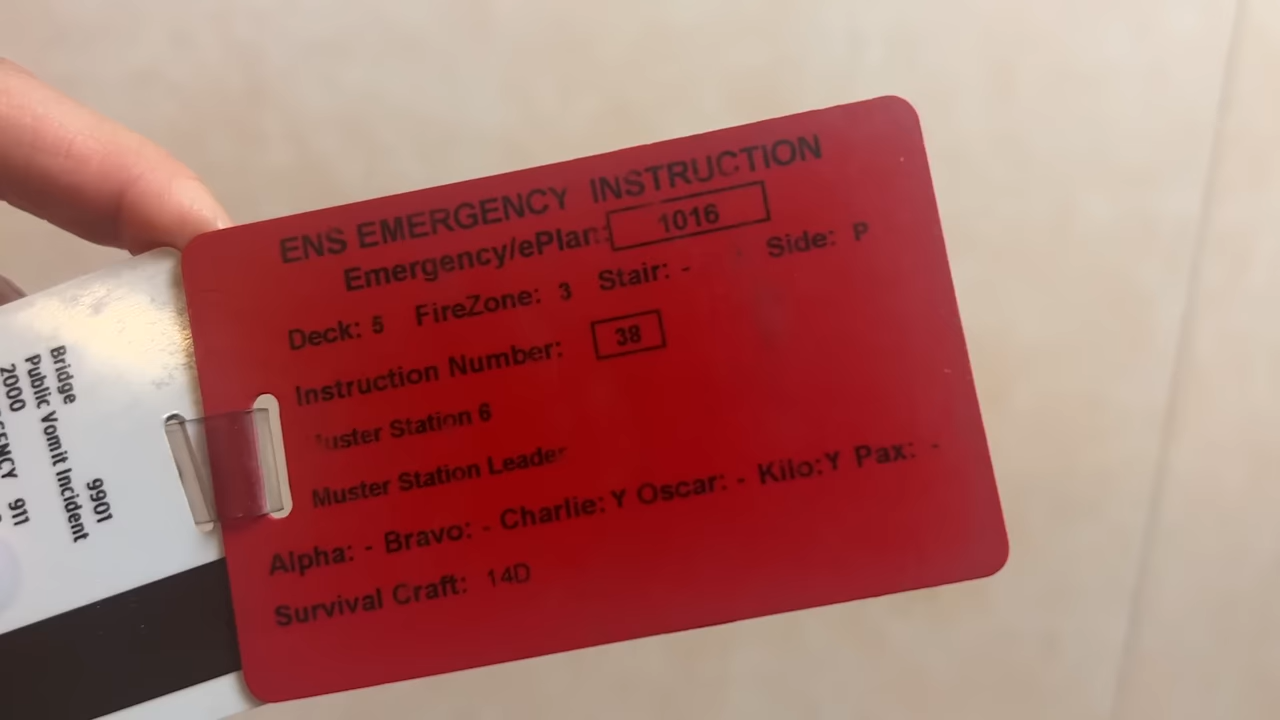 ENS EMERGENCY INSTRUCTION
Emergency/ePlan: 1016
Deck: 5 FireZone: 3 Stair: - Side: P
Instruction Number: 38
Muster Station 6
Muster Station Leader
Alpha: - Bravo: - Charlie: Y Oscar: - Kilo: Y Pax: -
Survival Craft: 14D
Bridge
9901
Public Vomit Incident
2000
911